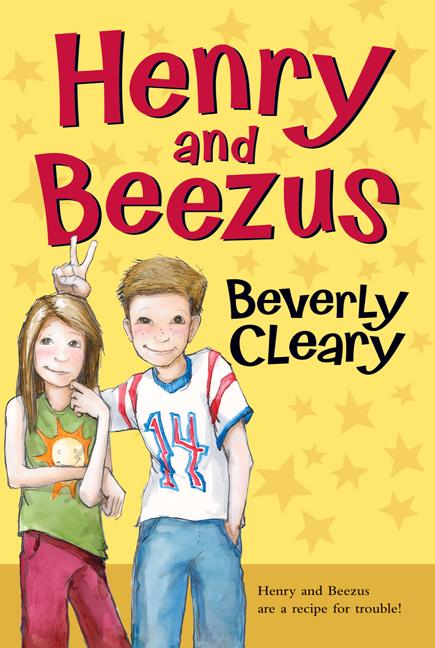 Henry
and
Beezus
Beverly
Cleary
14
Henry and Beezus
are a recipe for trouble!